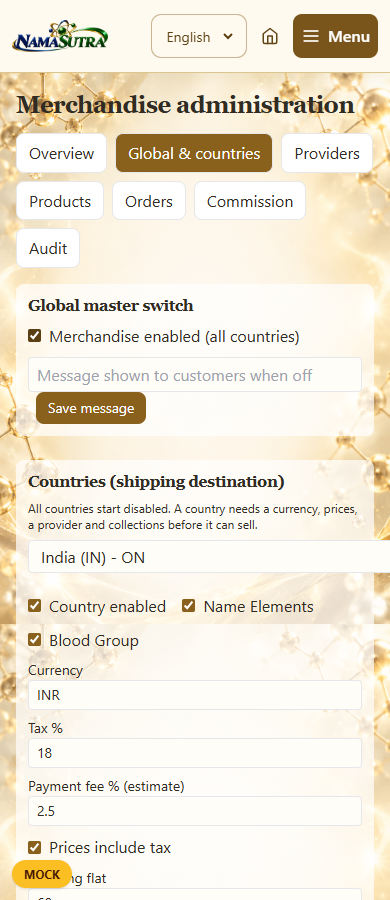 NAMASUTRA
English
Menu
Merchandise administration
Overview
Global & countries
Providers
Products
Orders
Commission
Audit
Global master switch
Merchandise enabled (all countries)
Message shown to customers when off
Save message
Countries (shipping destination)
All countries start disabled. A country needs a currency, prices,
a provider and collections before it can sell.
India (IN) - ON
Country enabled
Name Elements
Blood Group
Currency
INR
Tax %
18
Payment fee % (estimate)
2.5
Prices include tax
MOCK
flat